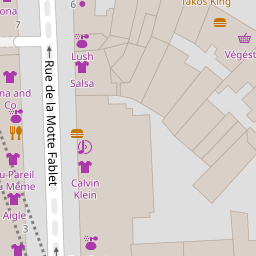 Takos King
ona
7
6
Végést
Lush
Salsa
na and
Co
← Rue de la Motte Fablet ←
u Pareil
u Même
Calvin
Klein
Aigle
3